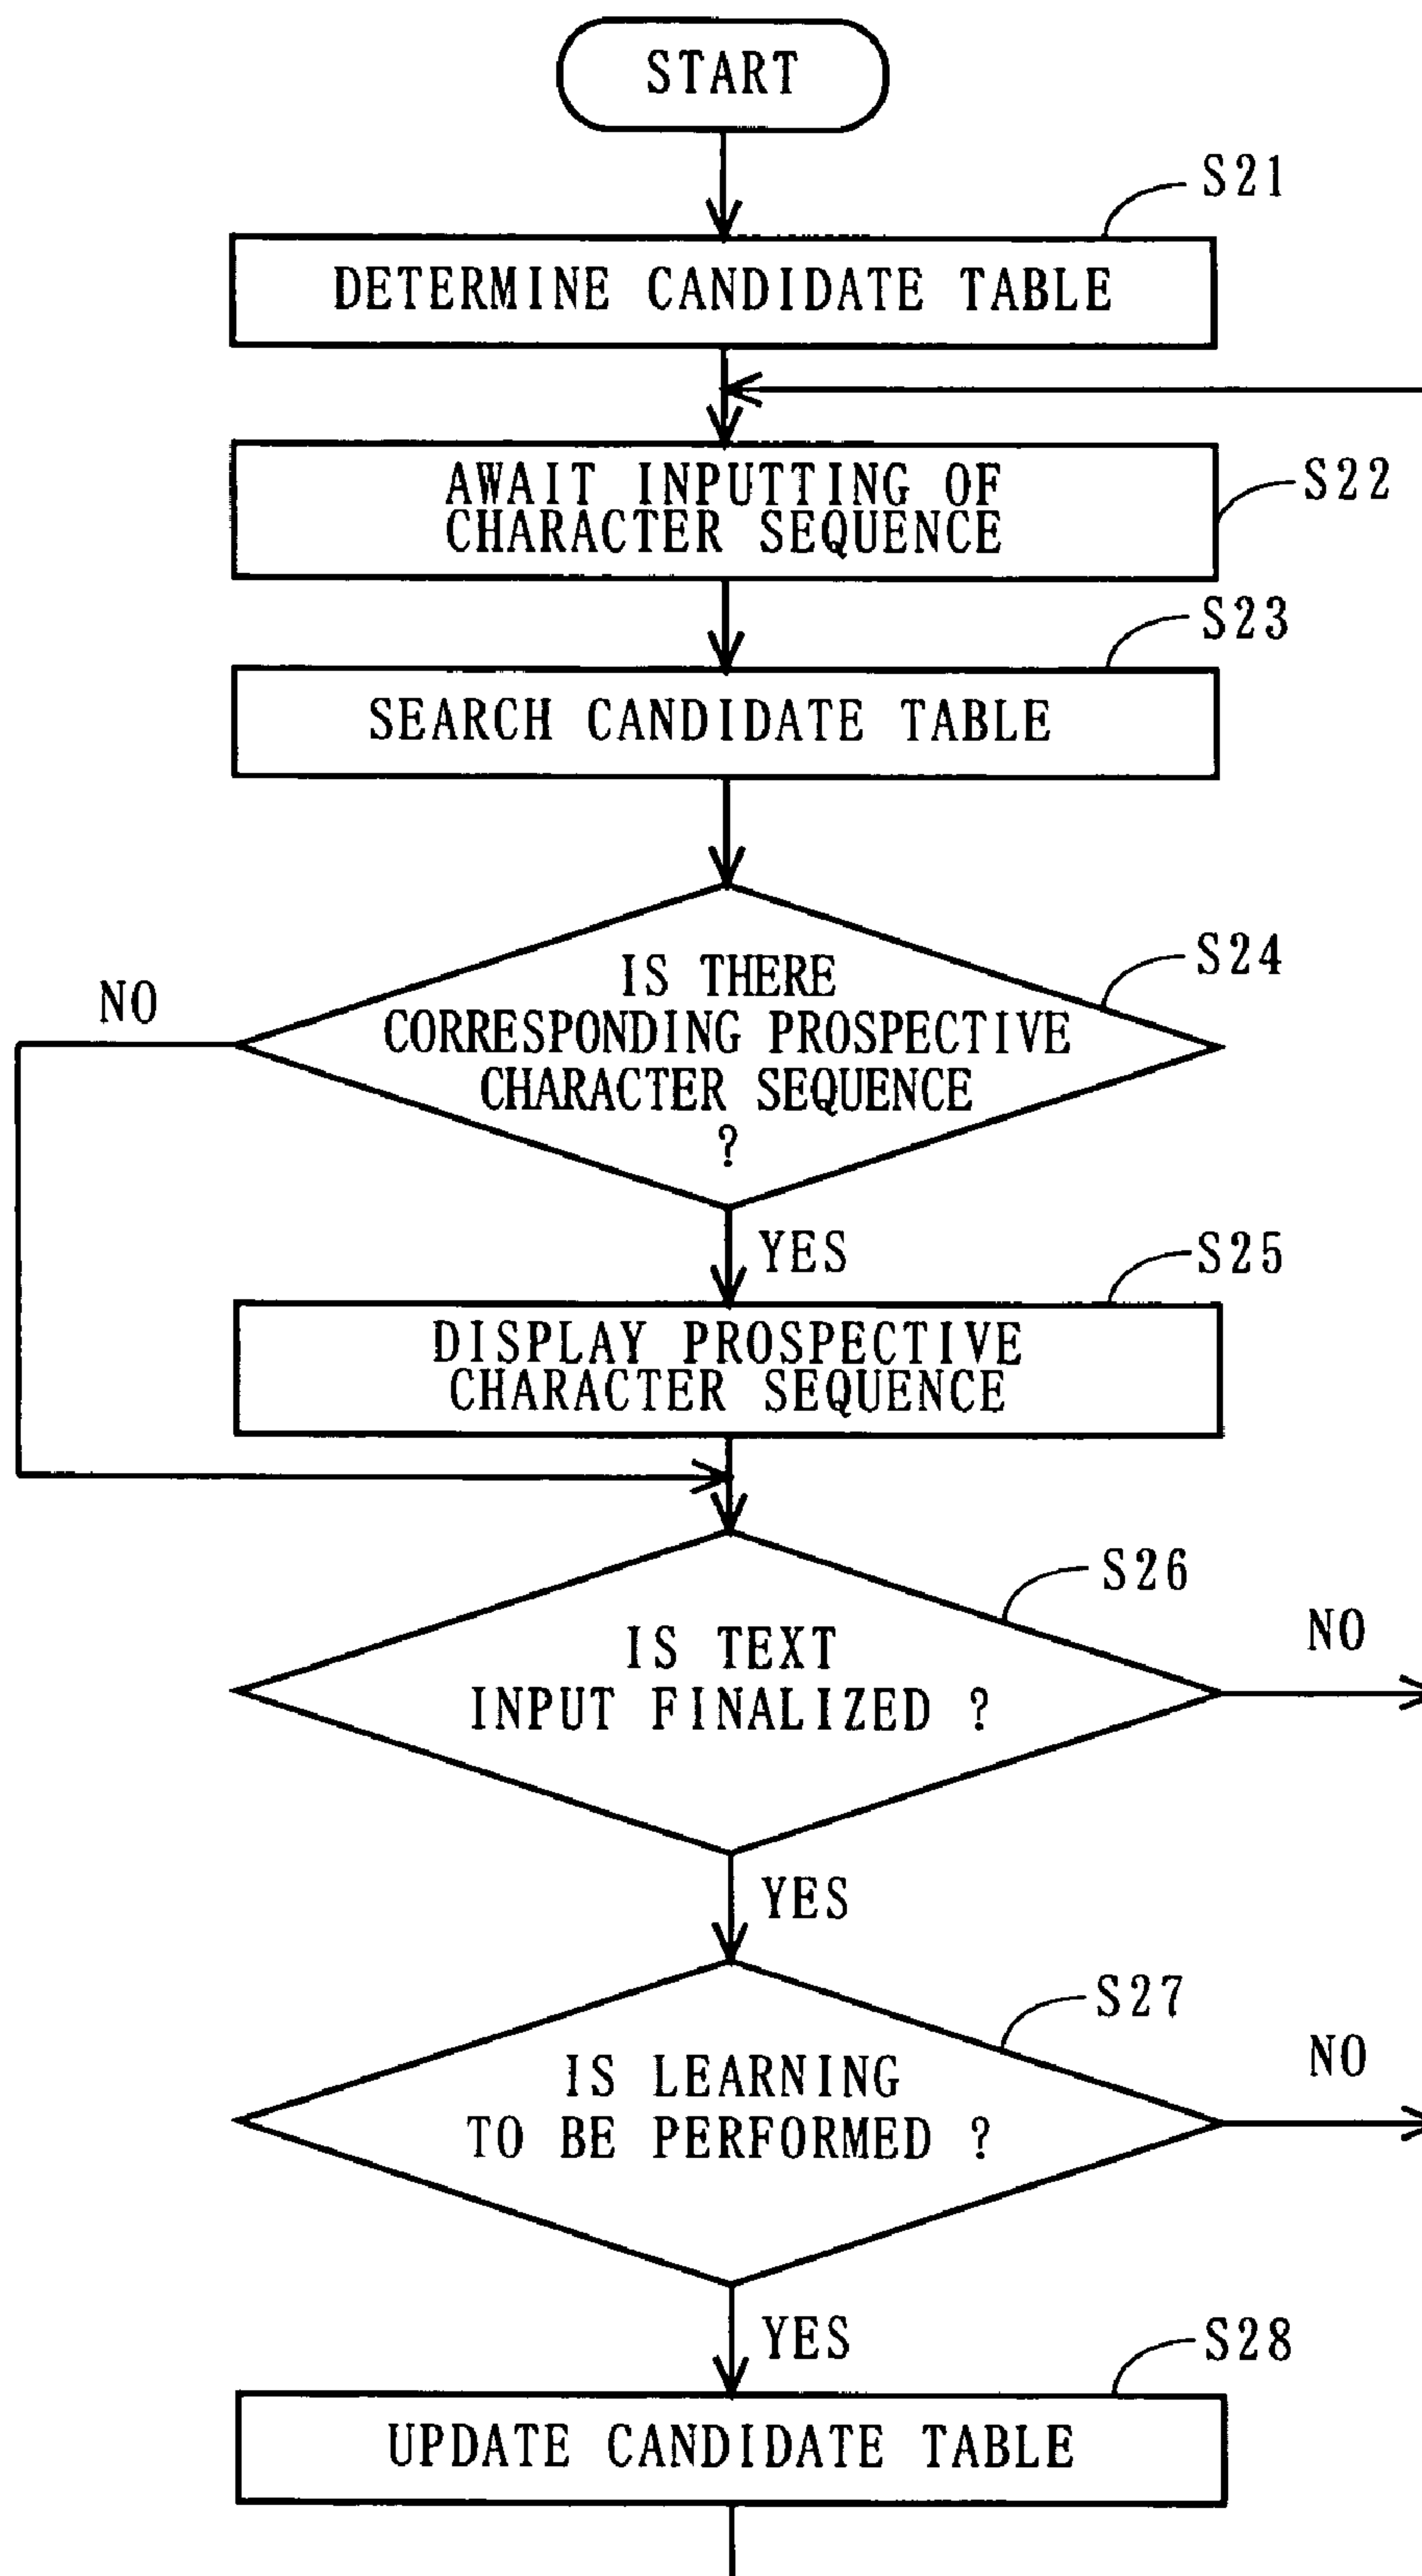 START
S21
DETERMINE CANDIDATE TABLE
AWAIT INPUTTING OF
CHARACTER SEQUENCE
S22
S23
SEARCH CANDIDATE TABLE
S24
NO
IS THERE
CORRESPONDING PROSPECTIVE
CHARACTER SEQUENCE
?
YES
S25
DISPLAY PROSPECTIVE
CHARACTER SEQUENCE
S26
NO
IS TEXT
INPUT FINALIZED ?
YES
S27
NO
IS LEARNING
TO BE PERFORMED ?
YES
S28
UPDATE CANDIDATE TABLE